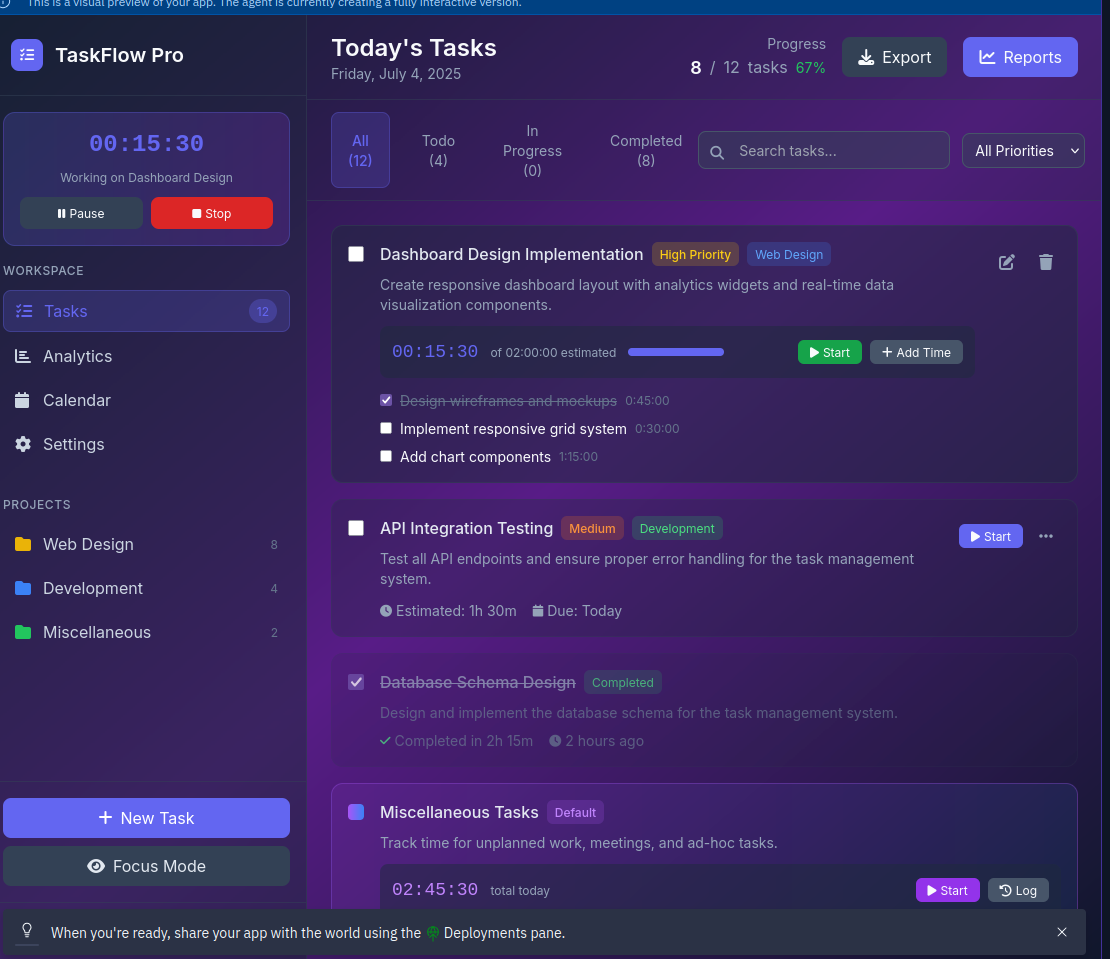 This is a visual preview of your app. The agent is currently creating a fully interactive version.
TaskFlow Pro
00:15:30
Working on Dashboard Design
Pause
Stop
WORKSPACE
Tasks 12
Analytics
Calendar
Settings
PROJECTS
Web Design 8
Development 4
Miscellaneous 2
New Task
Focus Mode
Today's Tasks
Friday, July 4, 2025
Progress
8 / 12 tasks 67%
Export
Reports
All
(12)
Todo
(4)
In
Progress
(0)
Completed
(8)
Search tasks...
All Priorities
Dashboard Design Implementation High Priority Web Design
Create responsive dashboard layout with analytics widgets and real-time data
visualization components.
00:15:30 of 02:00:00 estimated Start Add Time
Design wireframes and mockups 0:45:00
Implement responsive grid system 0:30:00
Add chart components 1:15:00
API Integration Testing Medium Development
Start
Test all API endpoints and ensure proper error handling for the task management
system.
Estimated: 1h 30m Due: Today
Database Schema Design Completed
Design and implement the database schema for the task management system.
Completed in 2h 15m 2 hours ago
Miscellaneous Tasks Default
Track time for unplanned work, meetings, and ad-hoc tasks.
02:45:30 total today Start Log
When you're ready, share your app with the world using the Deployments pane.